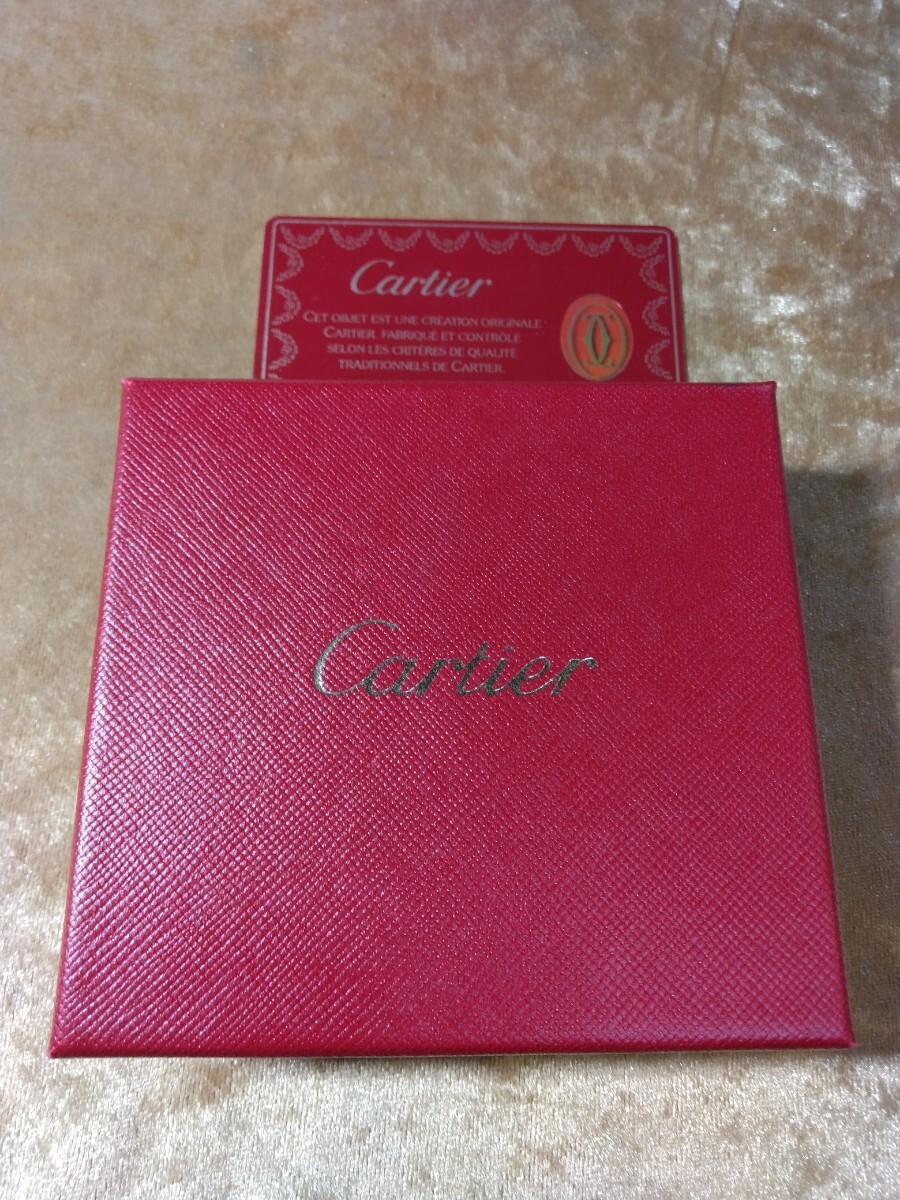 Cartier
CET OBJET EST UNE CRÉATION ORIGINALE
CARTIER, FABRIQUÉ ET CONTRÔLÉ
SELON LES CRITÈRES DE QUALITÉ
TRADITIONNELS DE CARTIER.
Cartier